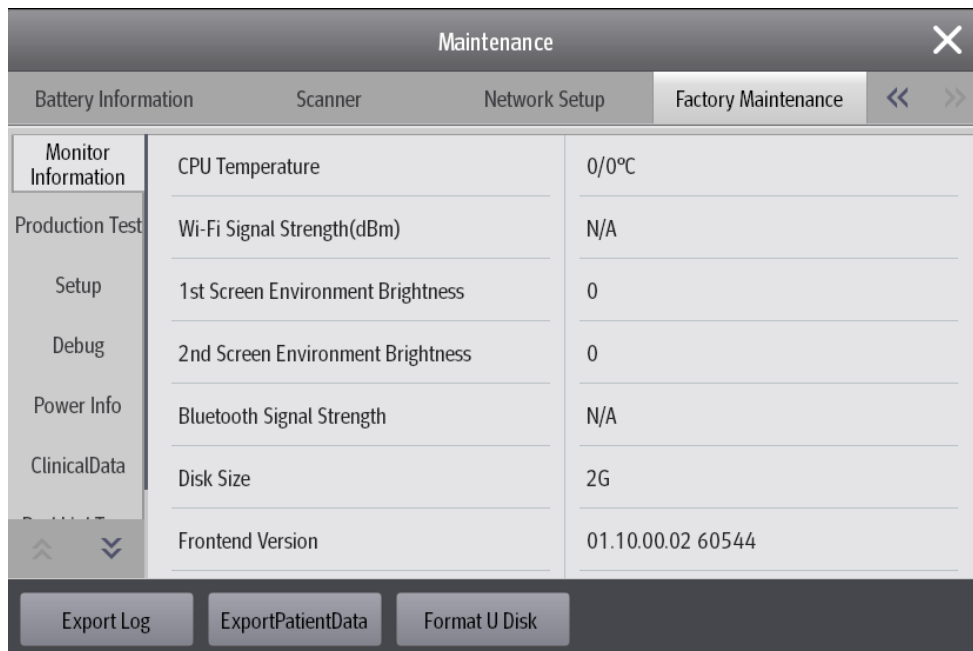 Maintenance
Battery Information
Scanner
Network Setup
Factory Maintenance
Monitor
Information
Production Test
Setup
Debug
Power Info
ClinicalData
CPU Temperature 0/0°C
Wi-Fi Signal Strength(dBm) N/A
1st Screen Environment Brightness 0
2nd Screen Environment Brightness 0
Bluetooth Signal Strength N/A
Disk Size 2G
Frontend Version 01.10.00.02 60544
Export Log
ExportPatientData
Format U Disk